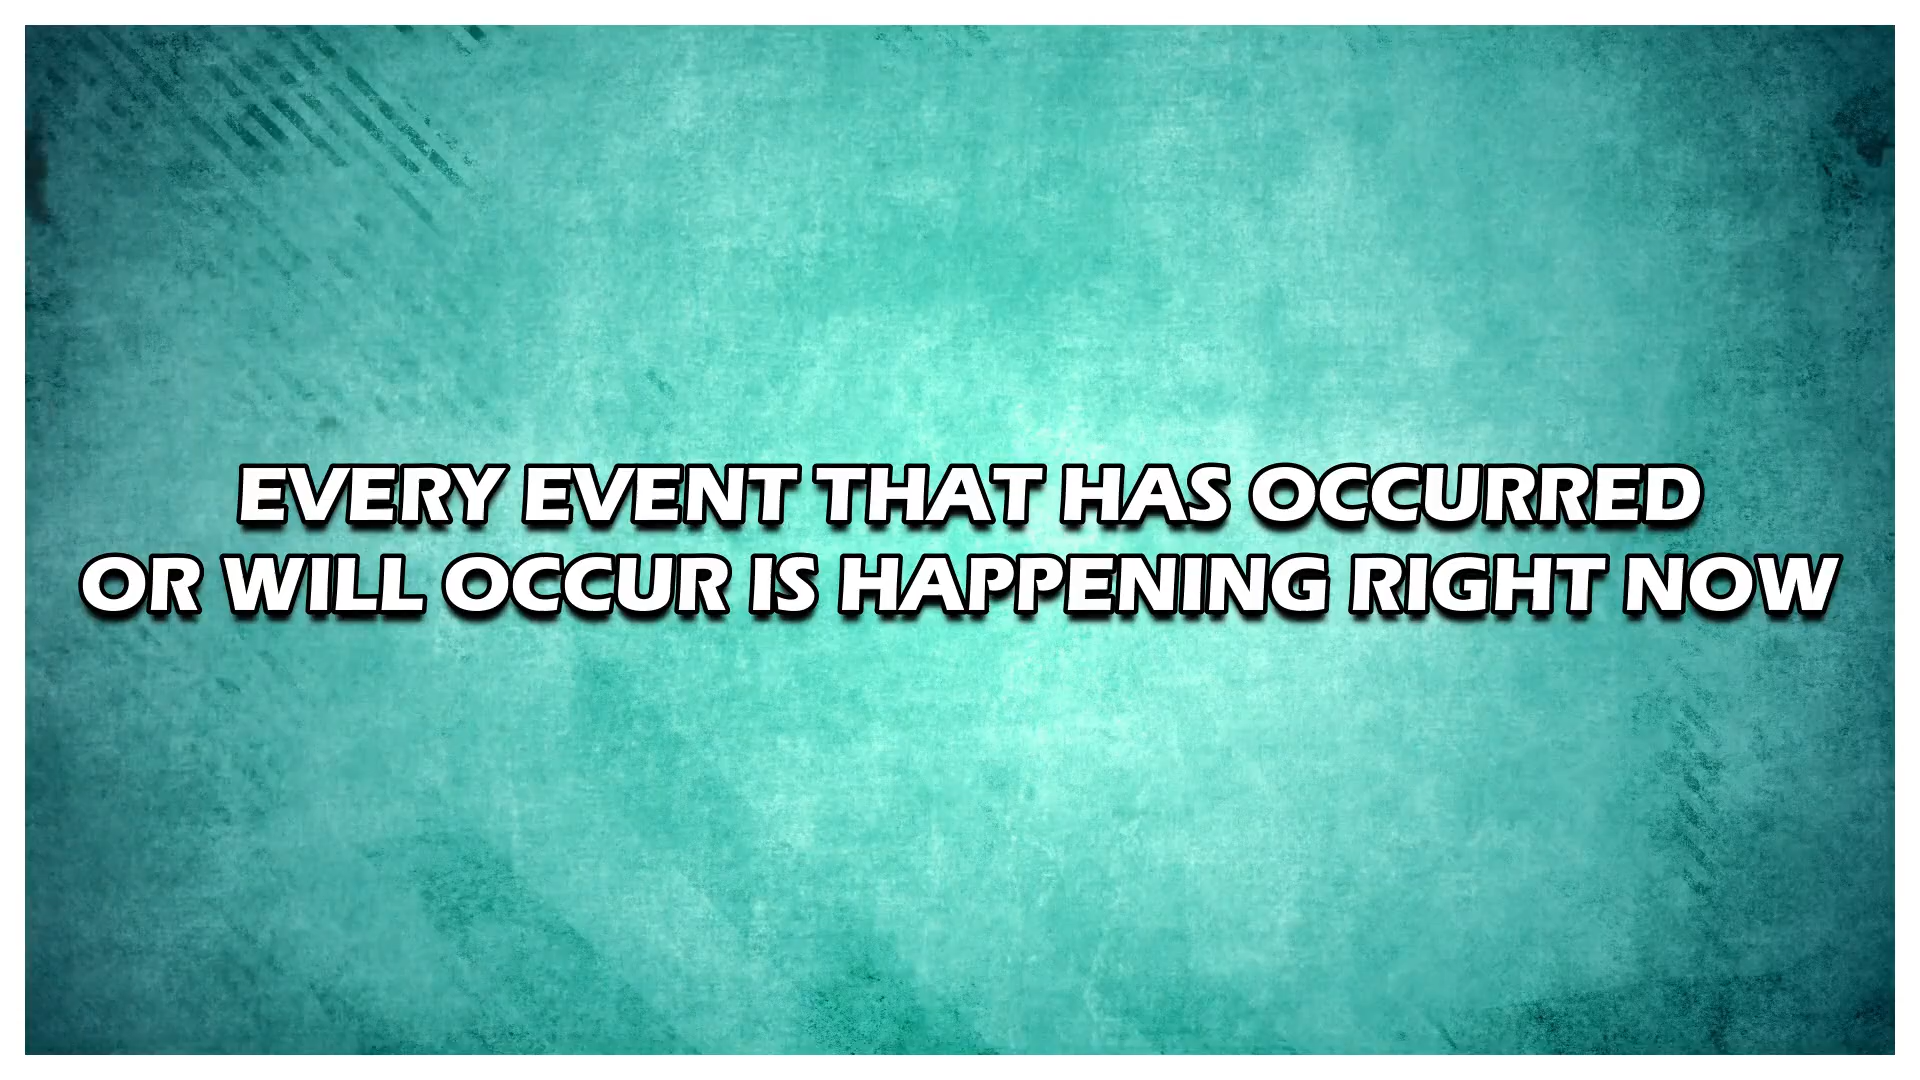 EVERY EVENT THAT HAS OCCURRED
OR WILL OCCUR IS HAPPENING RIGHT NOW